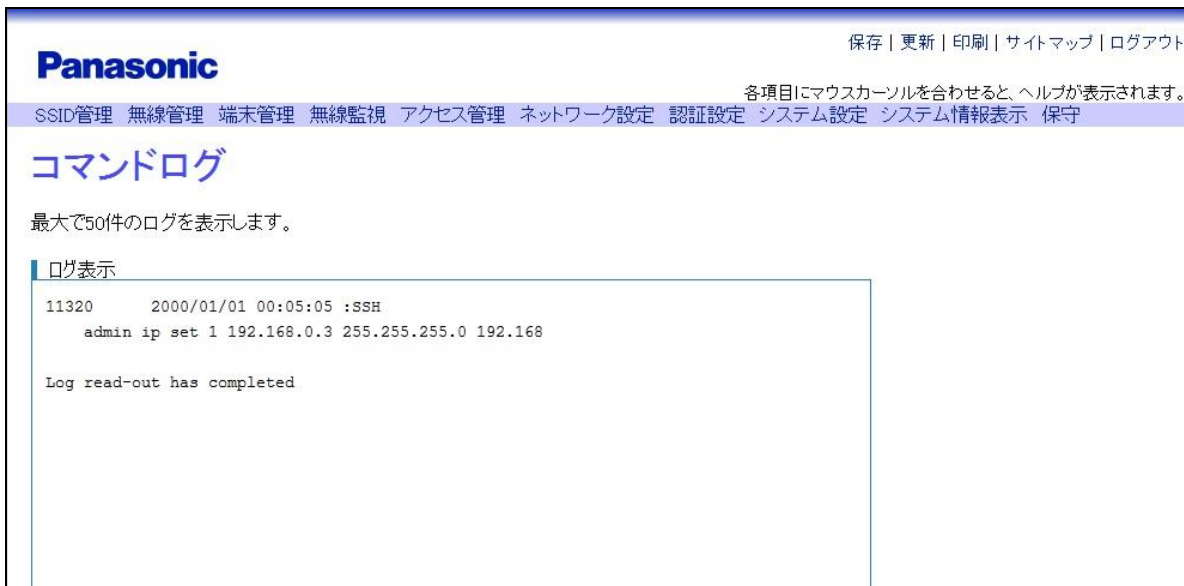 保存 | 更新 | 印刷 | サイトマップ | ログアウト
Panasonic
各項目にマウスカーソルを合わせると、ヘルプが表示されます。
SSID管理 無線管理 端末管理 無線監視 アクセス管理 ネットワーク設定 認証設定 システム設定 システム情報表示 保守
コマンドログ
最大で50件のログを表示します。
ログ表示
11320 2000/01/01 00:05:05 :SSH
admin ip set 1 192.168.0.3 255.255.255.0 192.168
Log read-out has completed